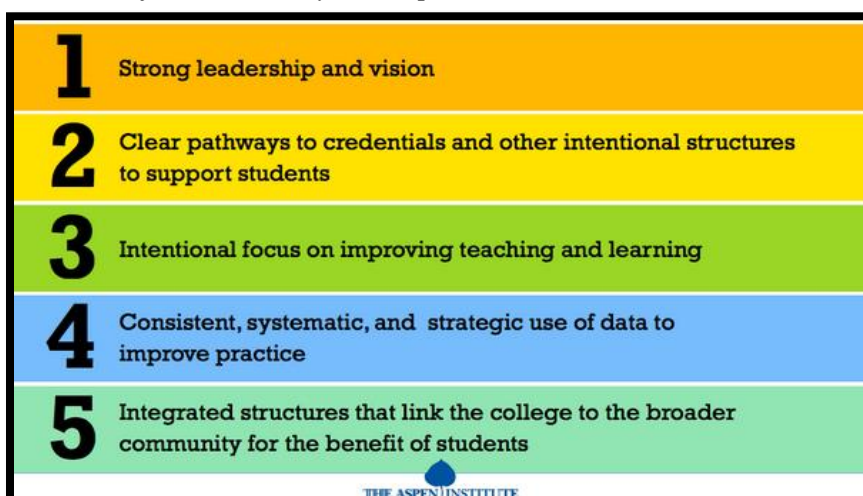 1
Strong leadership and vision
2
Clear pathways to credentials and other intentional structures
to support students
3
Intentional focus on improving teaching and learning
4
Consistent, systematic, and strategic use of data to
improve practice
5
Integrated structures that link the college to the broader
community for the benefit of students
THE ASPEN INSTITUTE